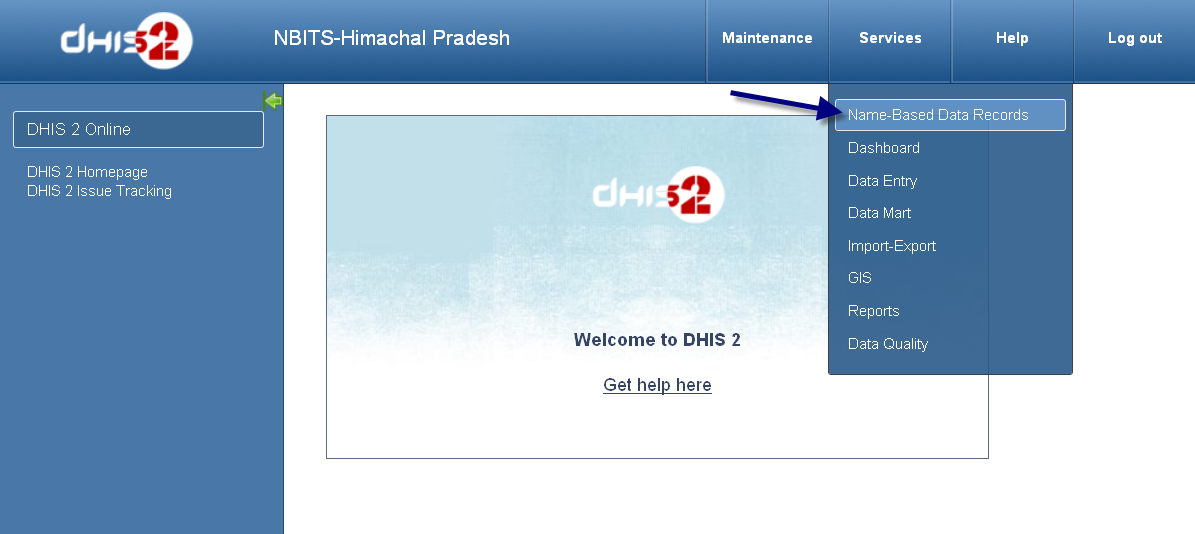 dhis2
NBITS-Himachal Pradesh
Maintenance
Services
Help
Log out
DHIS 2 Online
DHIS 2 Homepage
DHIS 2 Issue Tracking
Name-Based Data Records
Dashboard
Data Entry
Data Mart
Import-Export
GIS
Reports
Data Quality
dhis2
Welcome to DHIS 2
Get help here